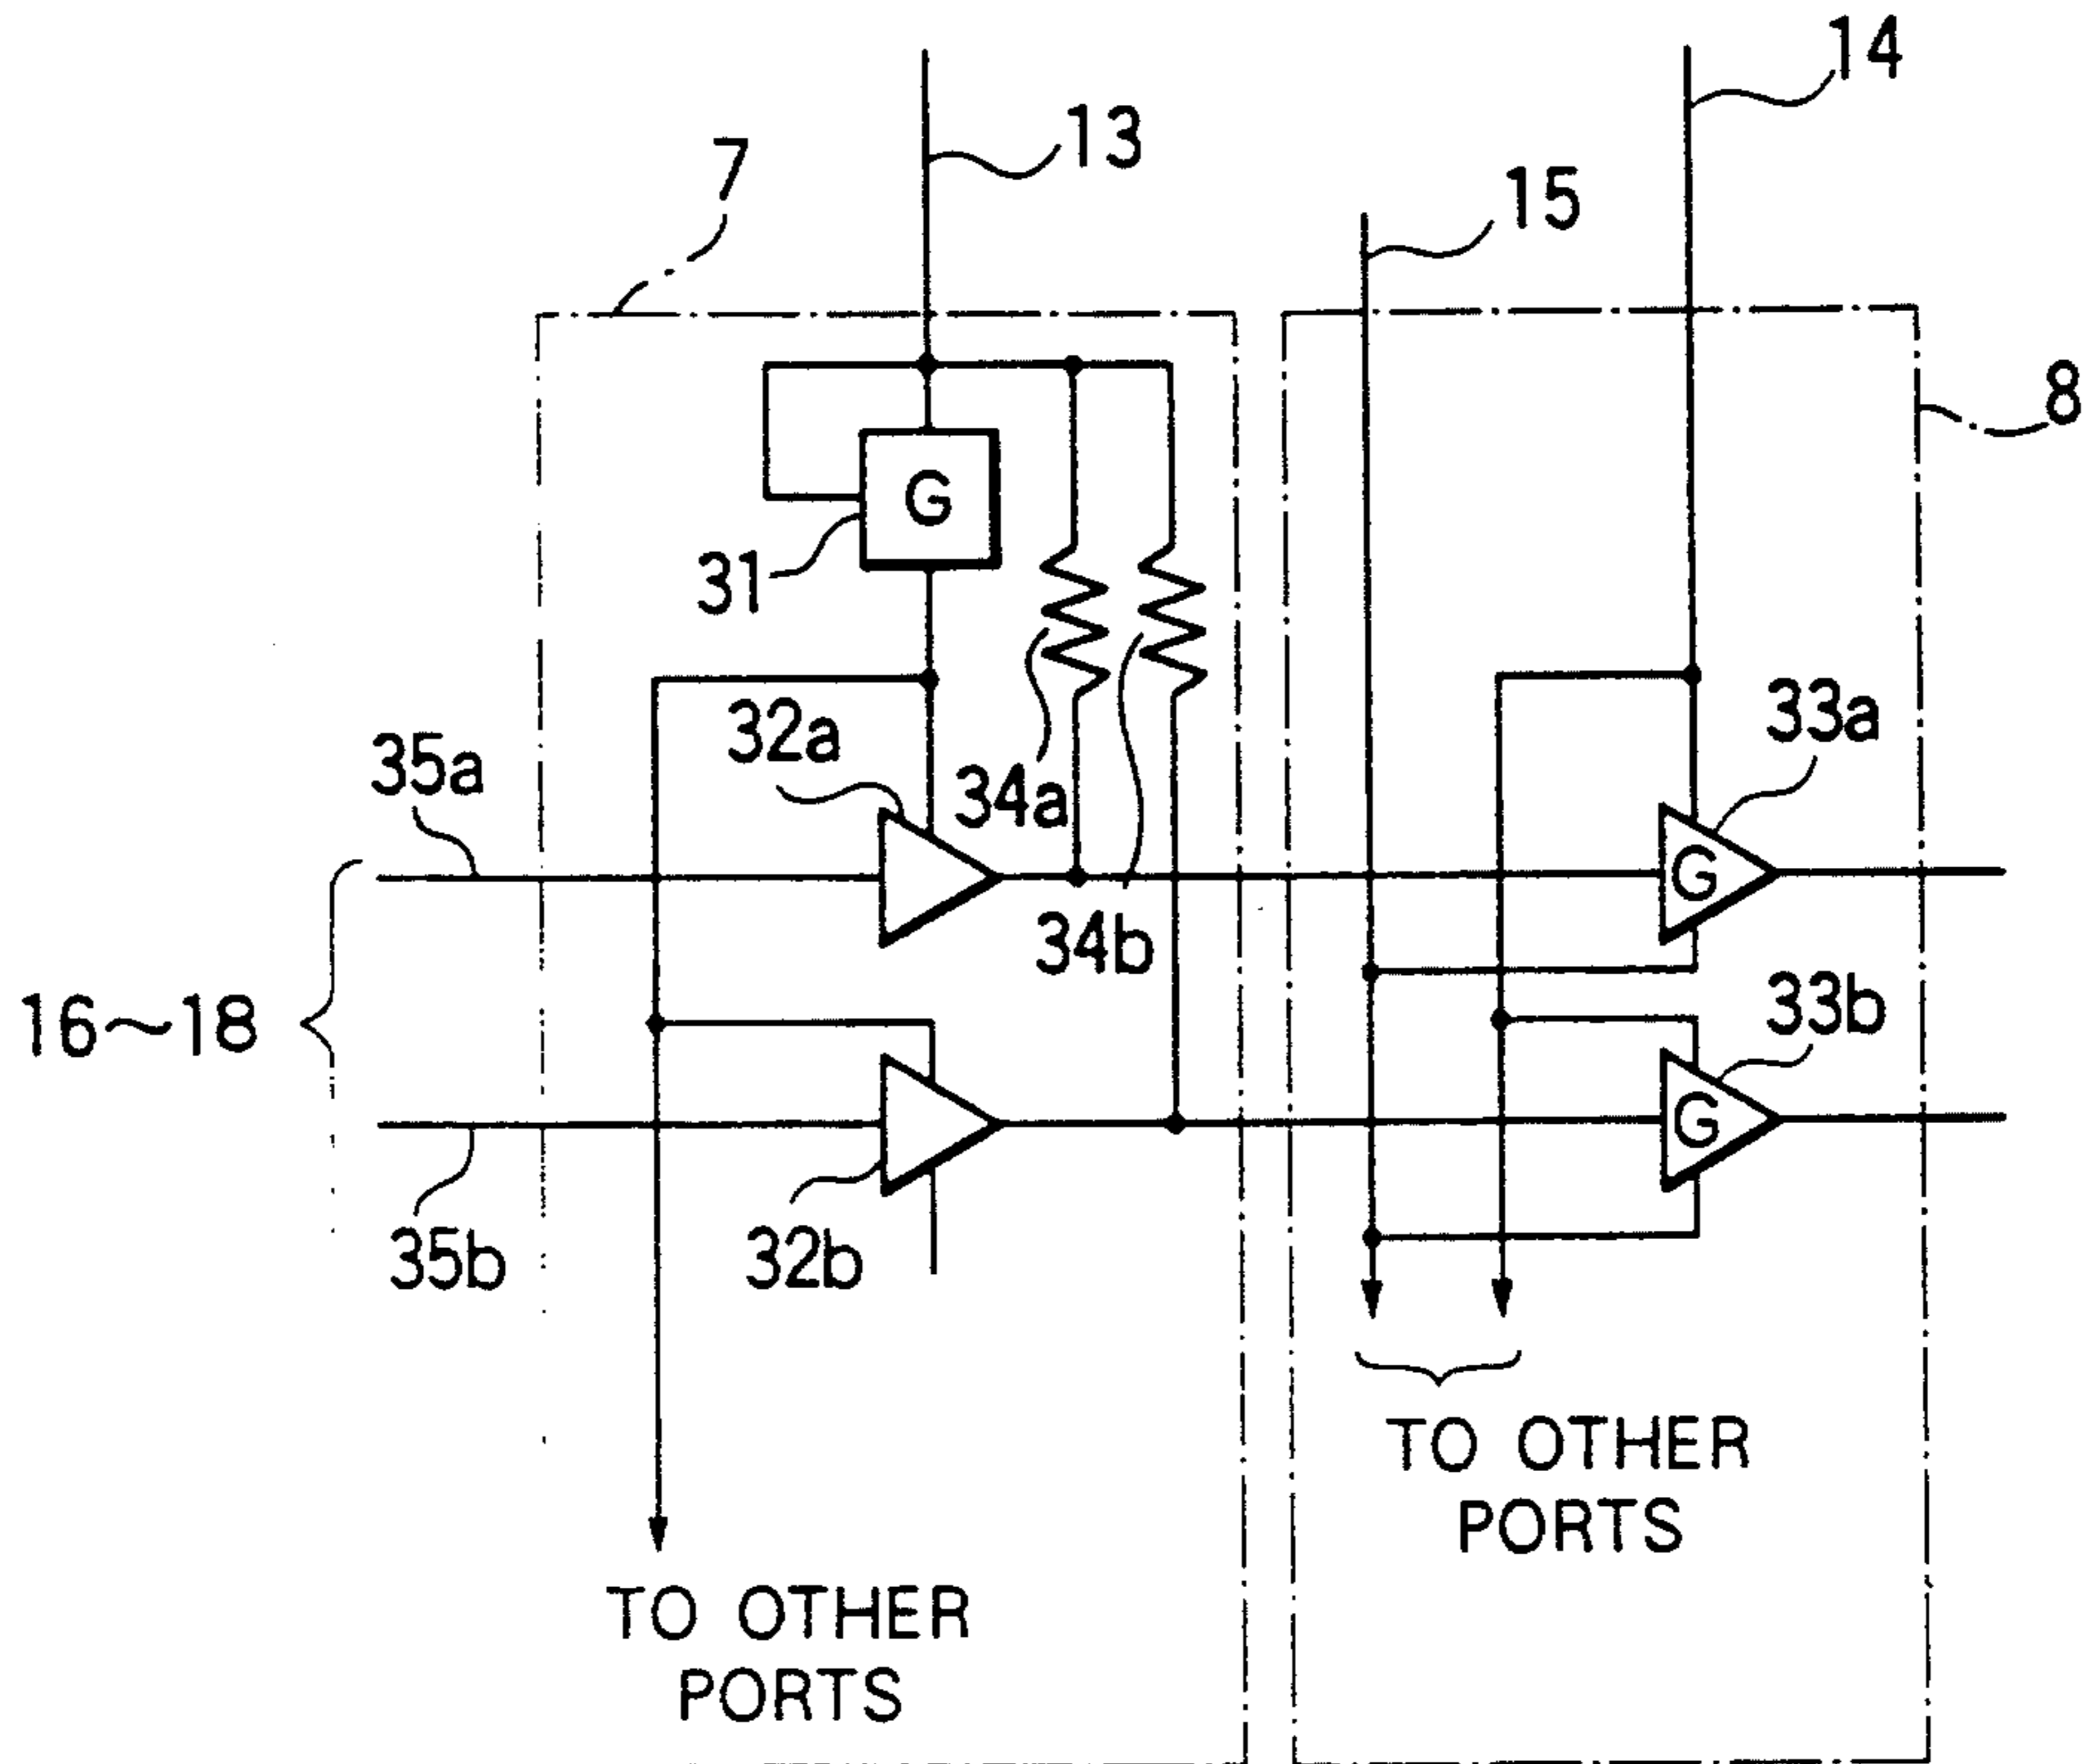 14
13
7
15
8
G
31
33a
32a
35a
34a
G
34b
33b
16~18
G
35b
32b
TO OTHER
PORTS
TO OTHER
PORTS